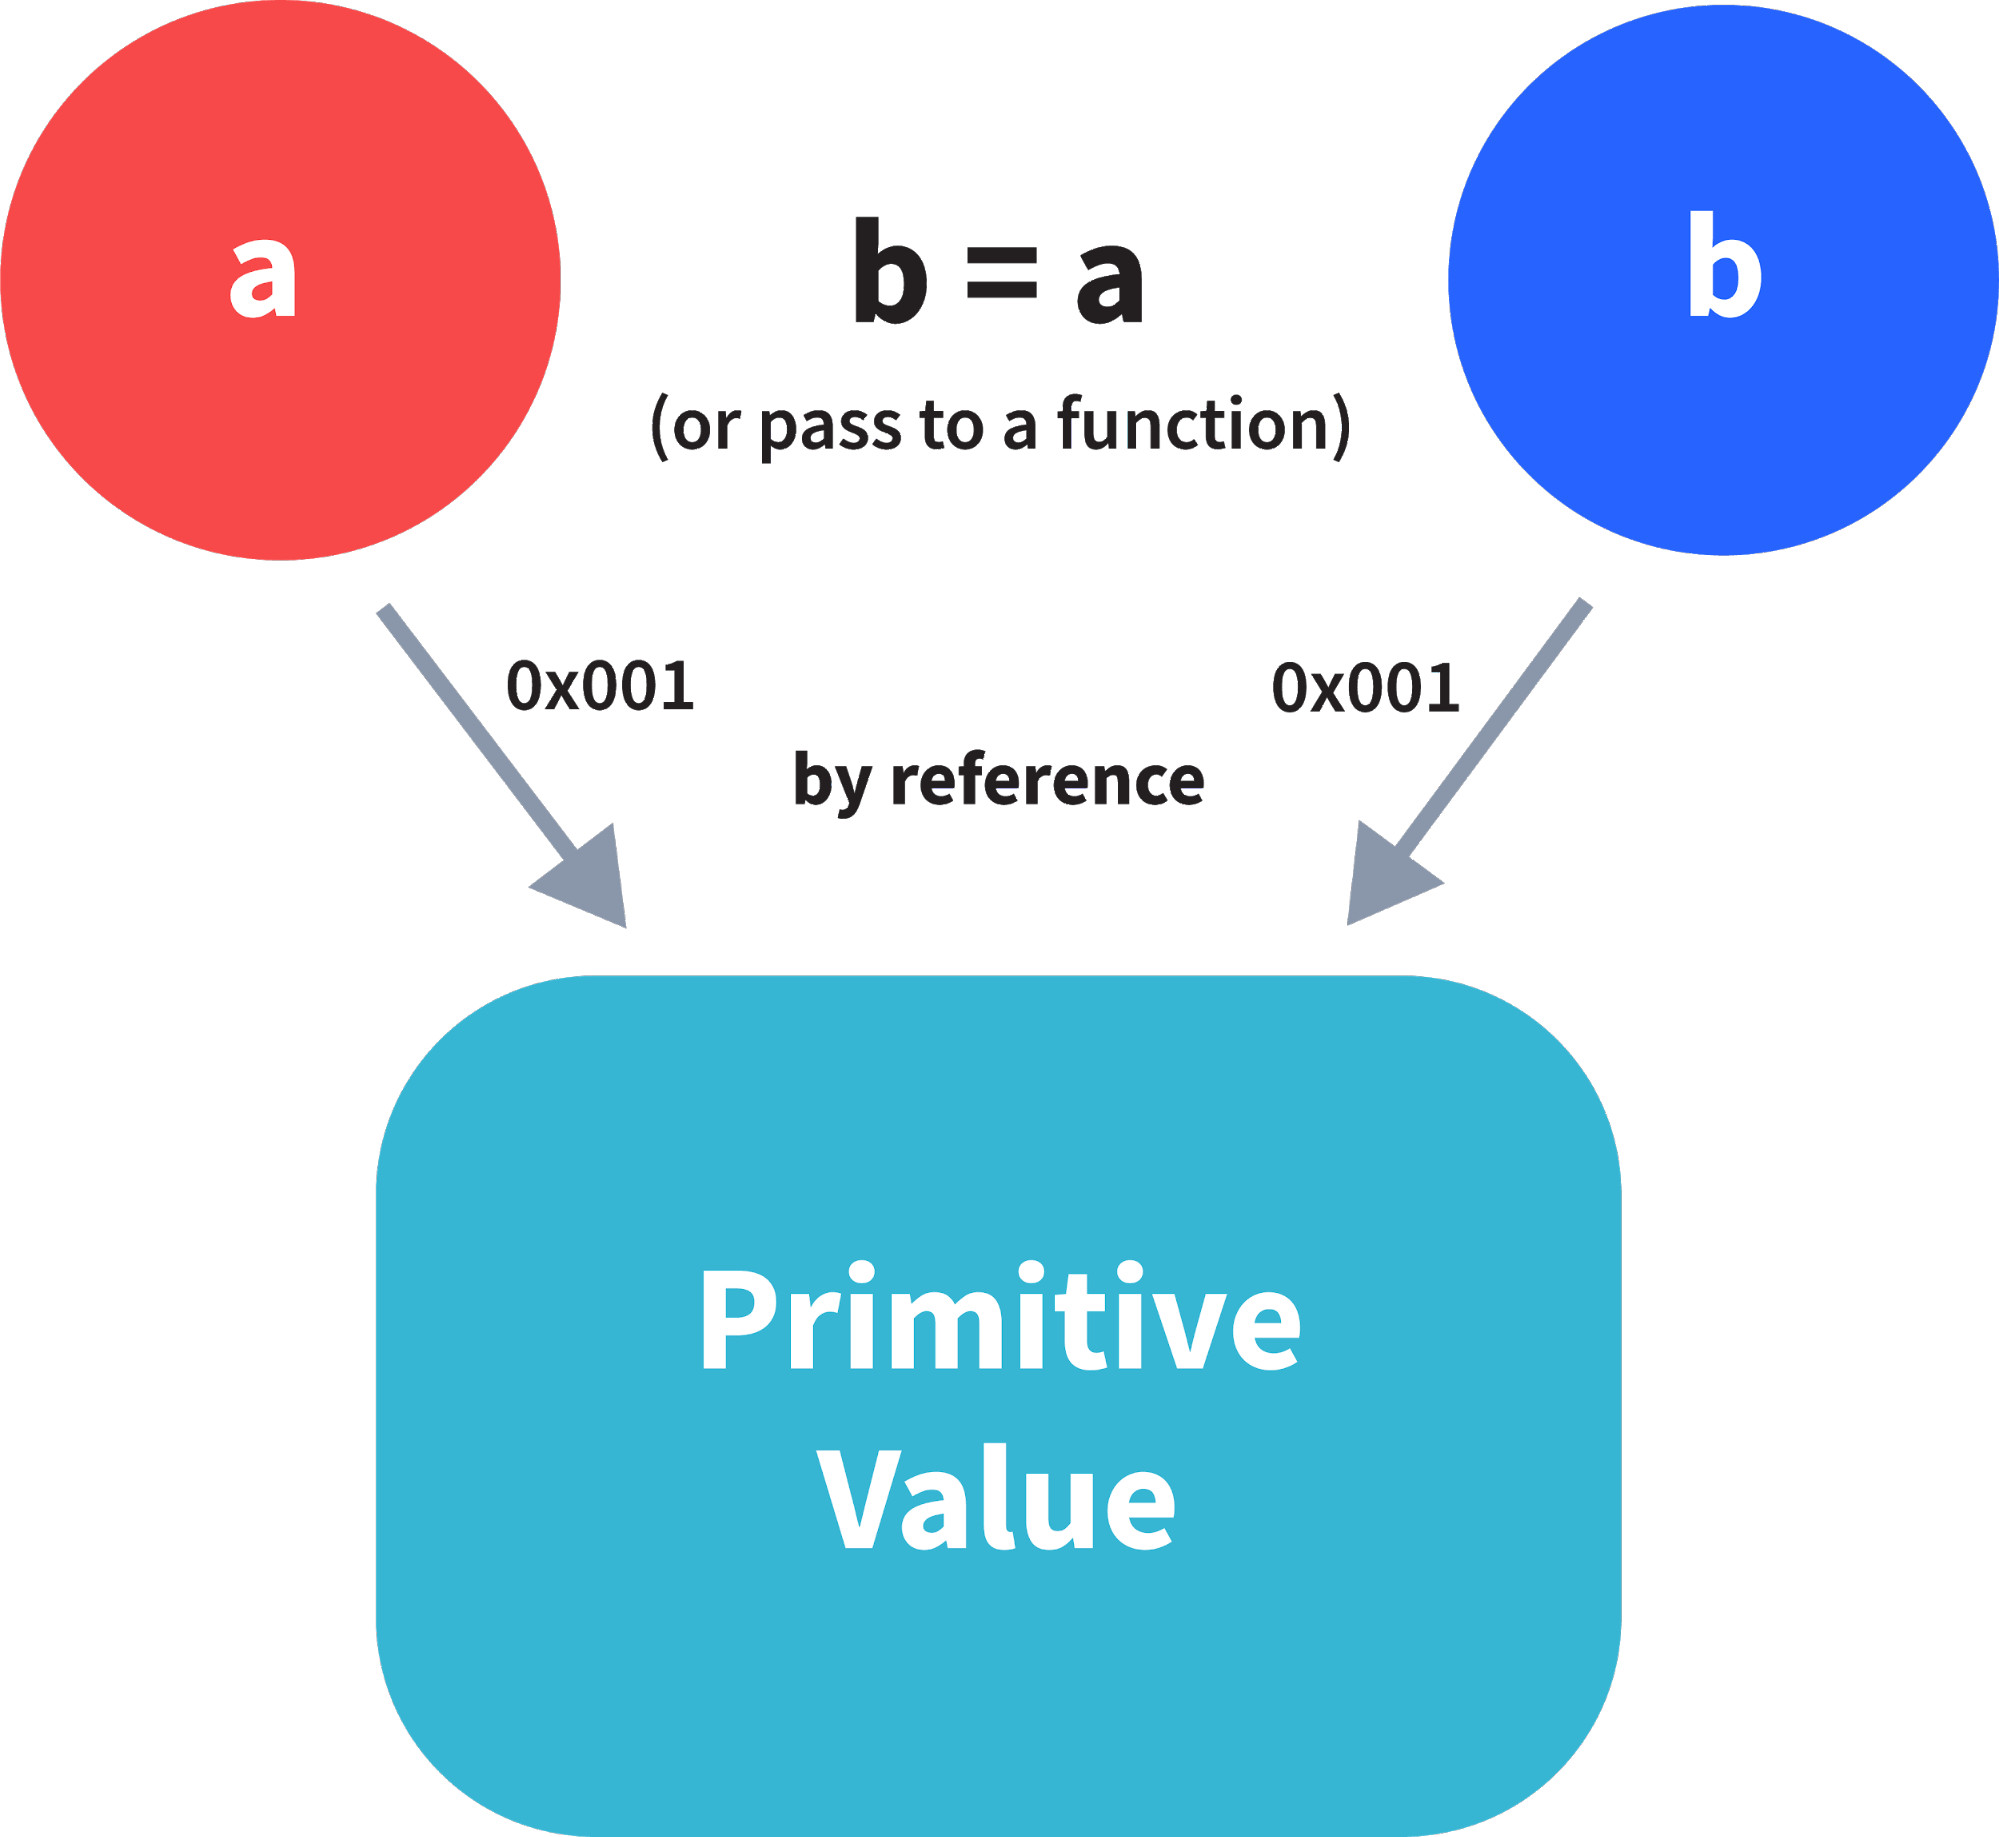 a
b = a
b
(or pass to a function)
0x001
0x001
by reference
Primitive
Value